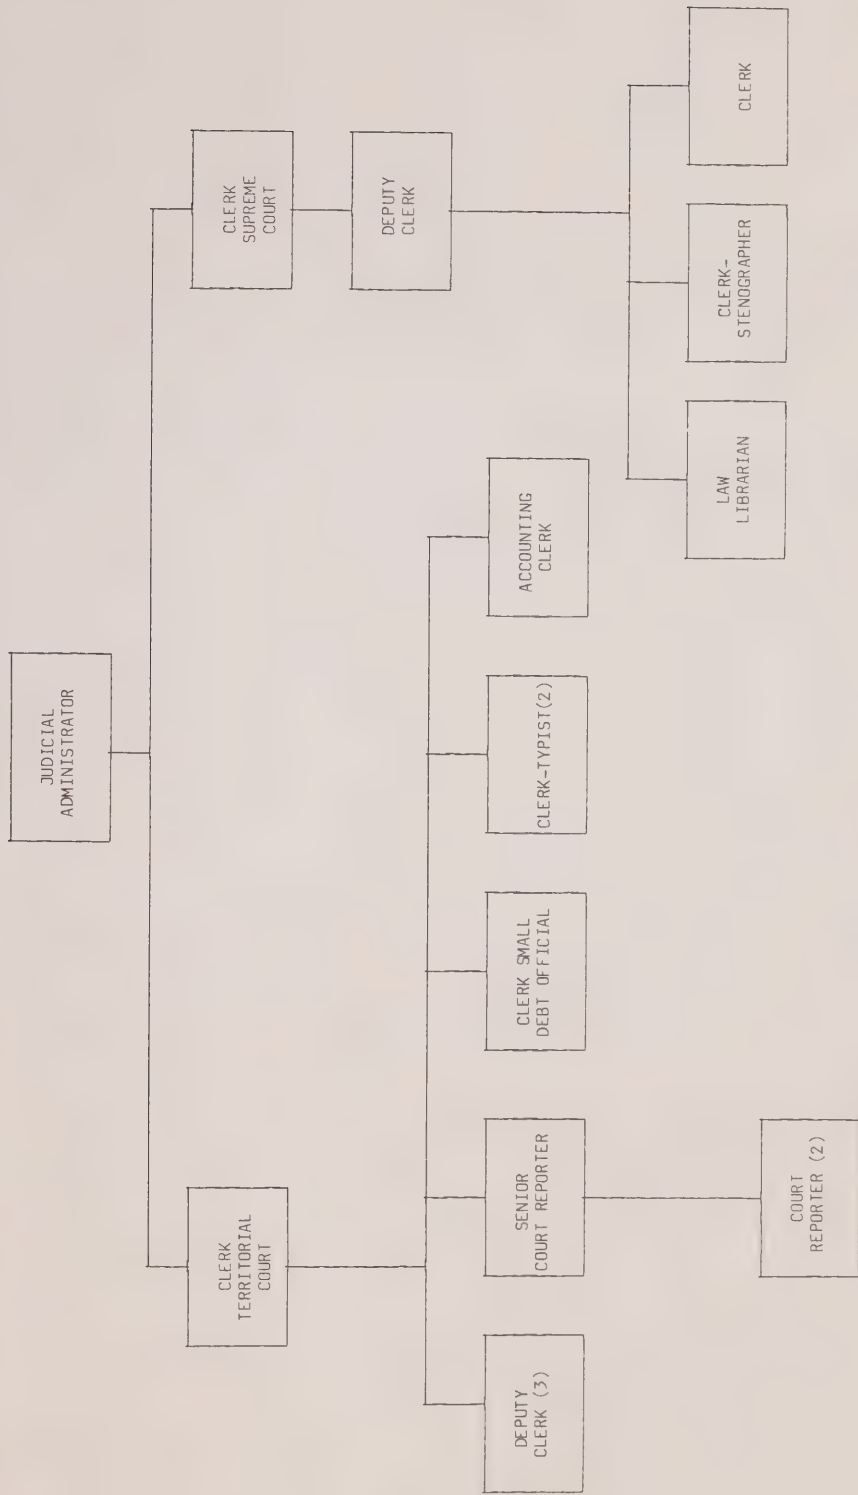 JUDICIAL
ADMINISTRATOR
CLERK
TERRITORIAL
COURT
CLERK
SUPREME
COURT
DEPUTY
CLERK
DEPUTY
CLERK (3)
SENIOR
COURT REPORTER
CLERK SMALL
DEBT OFFICIAL
CLERK-TYPIST(2)
ACCOUNTING
CLERK
LAW
LIBRARIAN
CLERK-
STENOGRAPHER
CLERK
COURT
REPORTER (2)